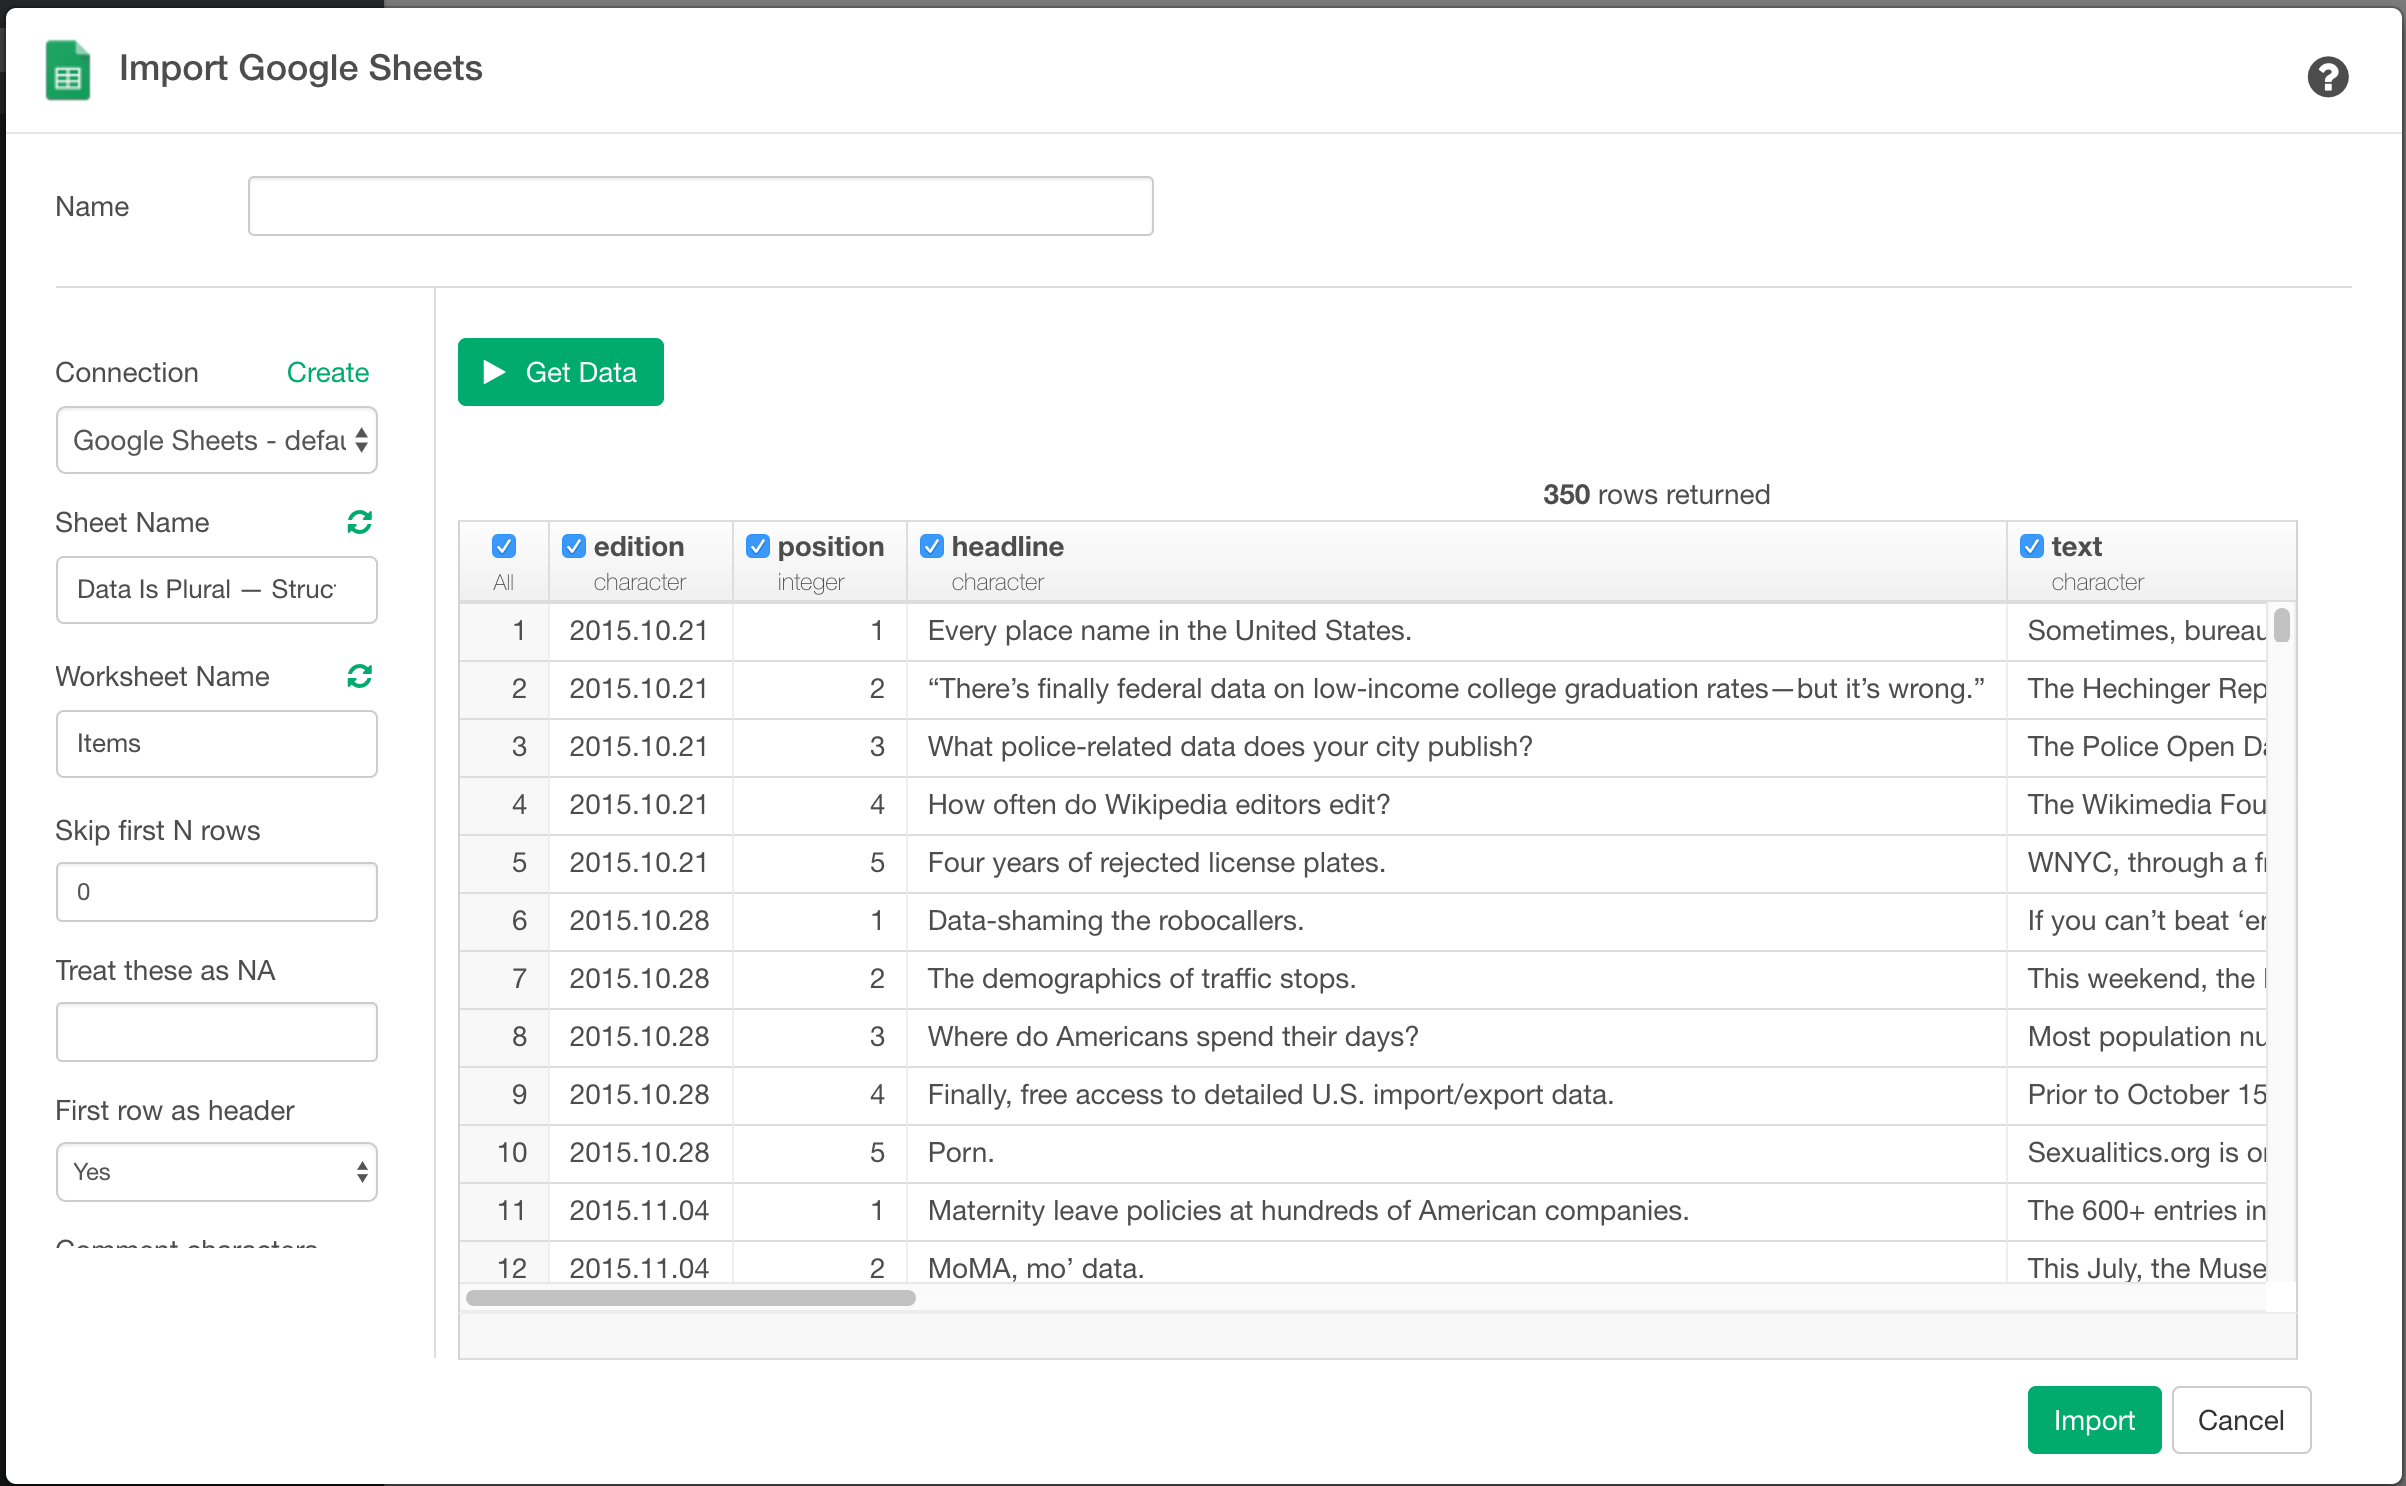 Import Google Sheets
?
Name
Connection Create
Google Sheets - defau
Sheet Name
Data Is Plural — Struc
Worksheet Name
Items
Skip first N rows
0
Treat these as NA
First row as header
Yes
Comment characters
Get Data
350 rows returned
All edition character position integer headline character text character
1 2015.10.21 1 Every place name in the United States. Sometimes, bureau
2 2015.10.21 2 “There’s finally federal data on low-income college graduation rates—but it’s wrong.” The Hechinger Rep
3 2015.10.21 3 What police-related data does your city publish? The Police Open Da
4 2015.10.21 4 How often do Wikipedia editors edit? The Wikimedia Fou
5 2015.10.21 5 Four years of rejected license plates. WNYC, through a fr
6 2015.10.28 1 Data-shaming the robocallers. If you can’t beat ‘em
7 2015.10.28 2 The demographics of traffic stops. This weekend, the
8 2015.10.28 3 Where do Americans spend their days? Most population nu
9 2015.10.28 4 Finally, free access to detailed U.S. import/export data. Prior to October 15
10 2015.10.28 5 Porn. Sexualitics.org is
11 2015.11.04 1 Maternity leave policies at hundreds of American companies. The 600+ entries in
12 2015.11.04 2 MoMA, mo’ data. This July, the Muse
Import Cancel